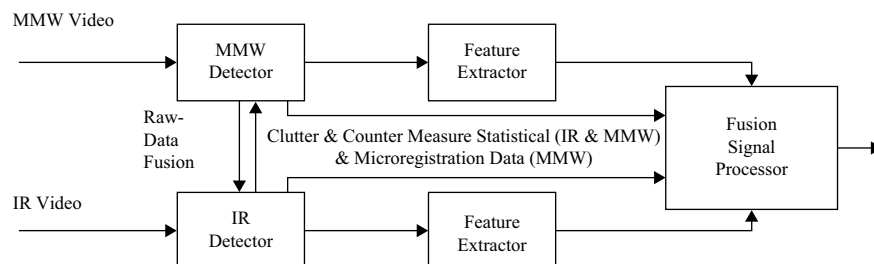 MMW Video
MMW
Detector
Feature
Extractor
Raw-
Data
Fusion
Clutter & Counter Measure Statistical (IR & MMW)
& Microregistration Data (MMW)
Fusion
Signal
Processor
IR Video
IR
Detector
Feature
Extractor